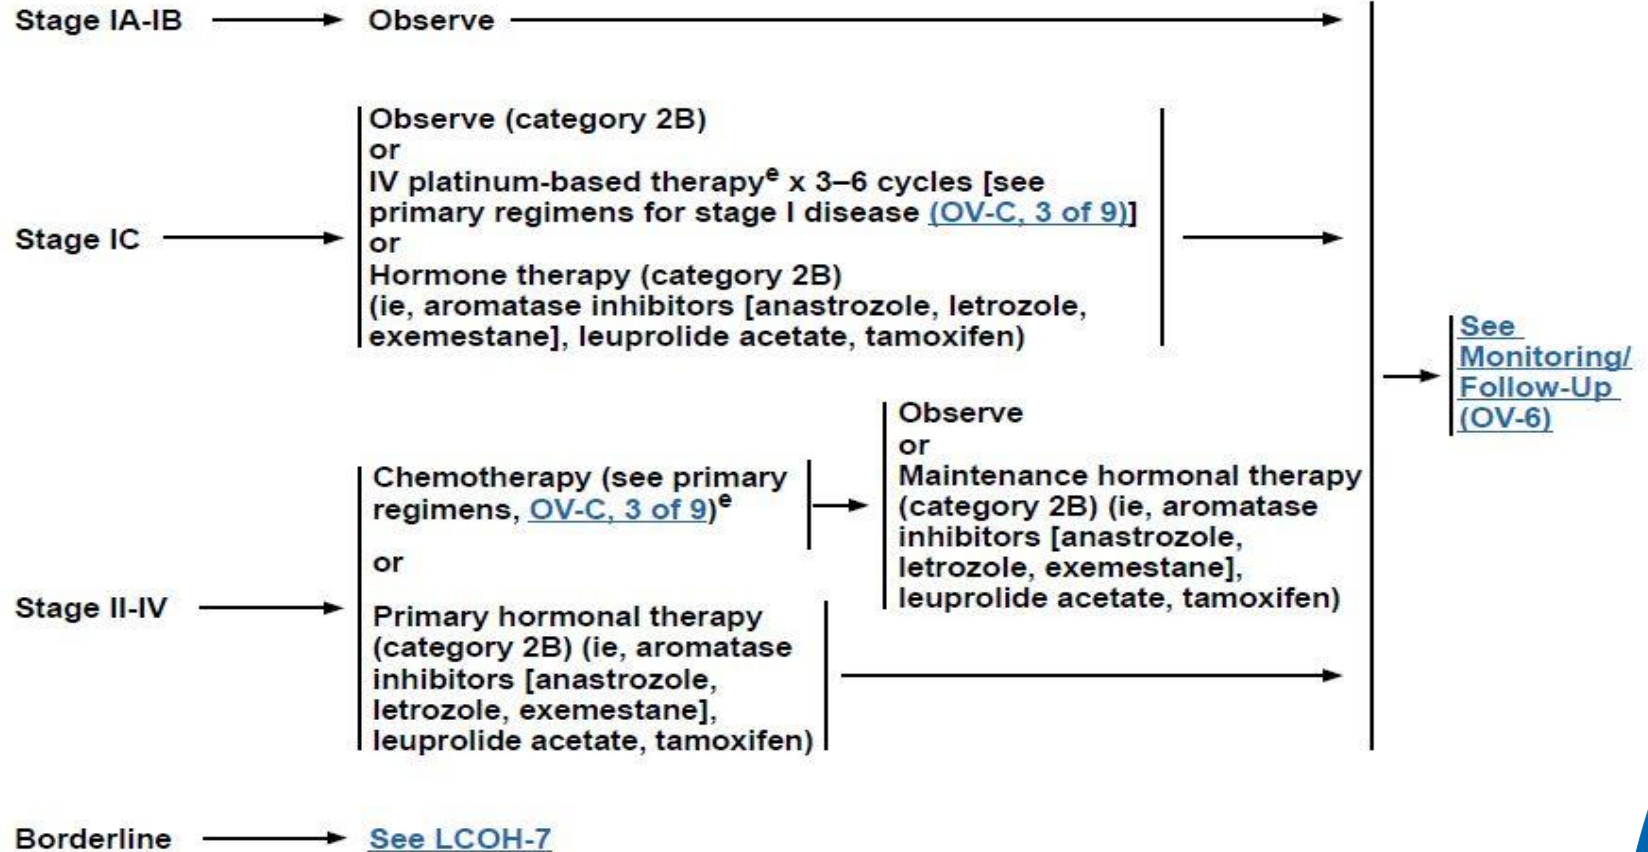 Stage IA-IB
Observe
Stage IC
Observe (category 2B)
or
IV platinum-based therapyᵉ x 3–6 cycles [see
primary regimens for stage I disease (OV-C, 3 of 9)]
or
Hormone therapy (category 2B)
(ie, aromatase inhibitors [anastrozole, letrozole,
exemestane], leuprolide acetate, tamoxifen)
Stage II-IV
Chemotherapy (see primary
regimens, OV-C, 3 of 9)ᵉ
or
Primary hormonal therapy
(category 2B) (ie, aromatase
inhibitors [anastrozole,
letrozole, exemestane],
leuprolide acetate, tamoxifen)
Observe
or
Maintenance hormonal therapy
(category 2B) (ie, aromatase
inhibitors [anastrozole,
letrozole, exemestane],
leuprolide acetate, tamoxifen)
See
Monitoring/
Follow-Up
(OV-6)
Borderline
See LCOH-7